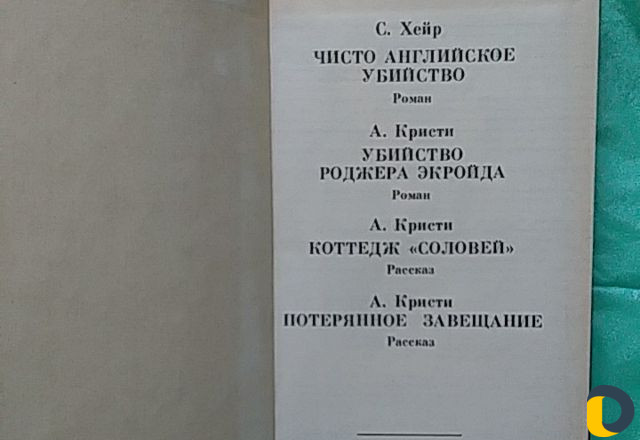 С. Хейр
ЧИСТО АНГЛИЙСКОЕ
УБИЙСТВО
Роман
А. Кристи
УБИЙСТВО
РОДЖЕРА ЭКРОЙДА
Роман
А. Кристи
КОТТЕДЖ «СОЛОВЕЙ»
Рассказ
А. Кристи
ПОТЕРЯННОЕ ЗАВЕЩАНИЕ
Рассказ